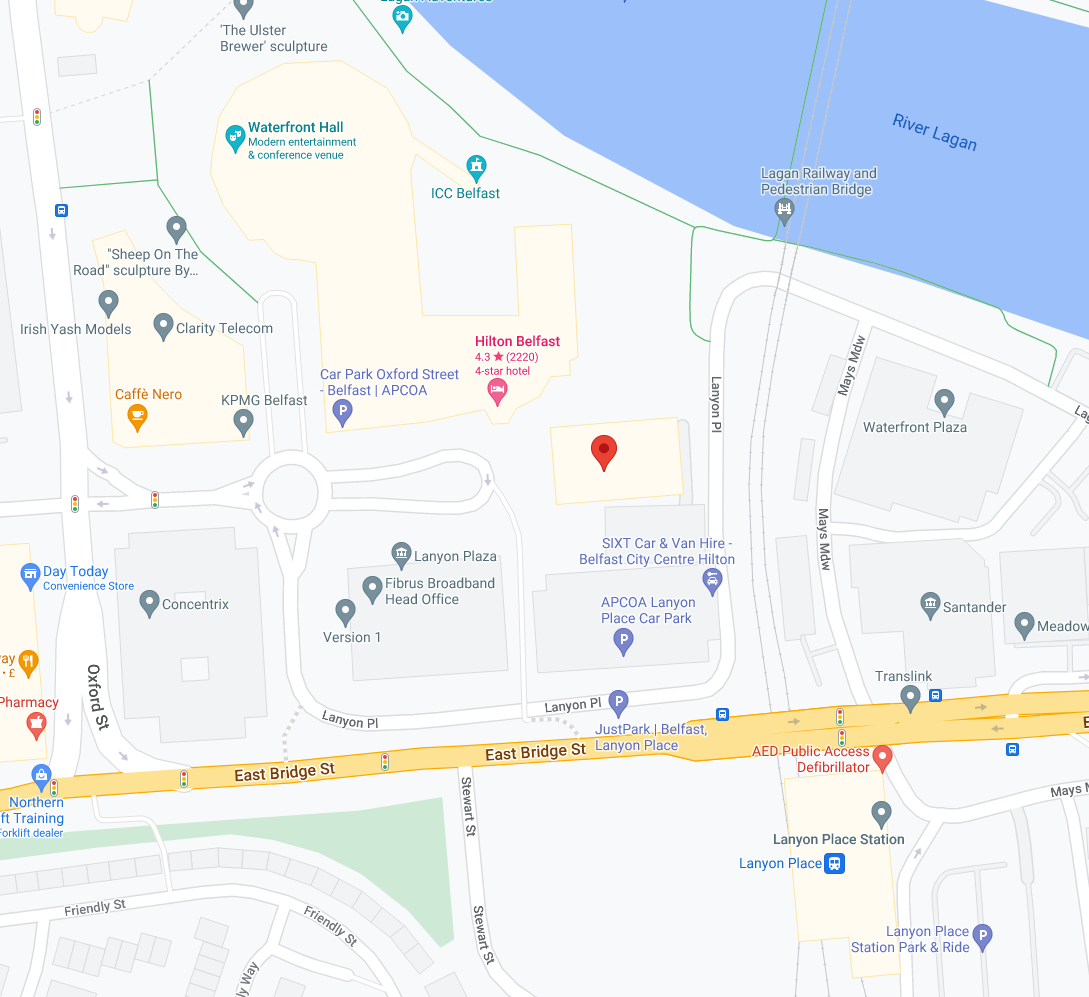 'The Ulster
Brewer' sculpture
Waterfront Hall
Modern entertainment
& conference venue
River Lagan
ICC Belfast
Lagan Railway and
Pedestrian Bridge
"Sheep On The
Road" sculpture By...
Irish Yash Models
Clarity Telecom
Hilton Belfast
4.3 ★ (2220)
4-star hotel
Car Park Oxford Street
- Belfast | APCOA
P
Caffè Nero
KPMG Belfast
Lanyon Pl
Mays Mdw
Waterfront Plaza
Mays Mdw
Lanyon Plaza
Fibrus Broadband
Head Office
Version 1
SIXT Car & Van Hire -
Belfast City Centre Hilton
APCOA Lanyon
Place Car Park
P
Day Today
Convenience Store
Concentrix
Santander
Meadow
Translink
Oxford St
Pharmacy
Lanyon Pl
Lanyon Pl
P
JustPark | Belfast,
Lanyon Place
East Bridge St
East Bridge St
AED Public Access
Defibrillator
Northern
ft Training
Forklift dealer
Stewart St
Mays M
Lanyon Place Station
Lanyon Place
Friendly St
Friendly St
Stewart St
Lanyon Place
Station Park & Ride
P
ly Way